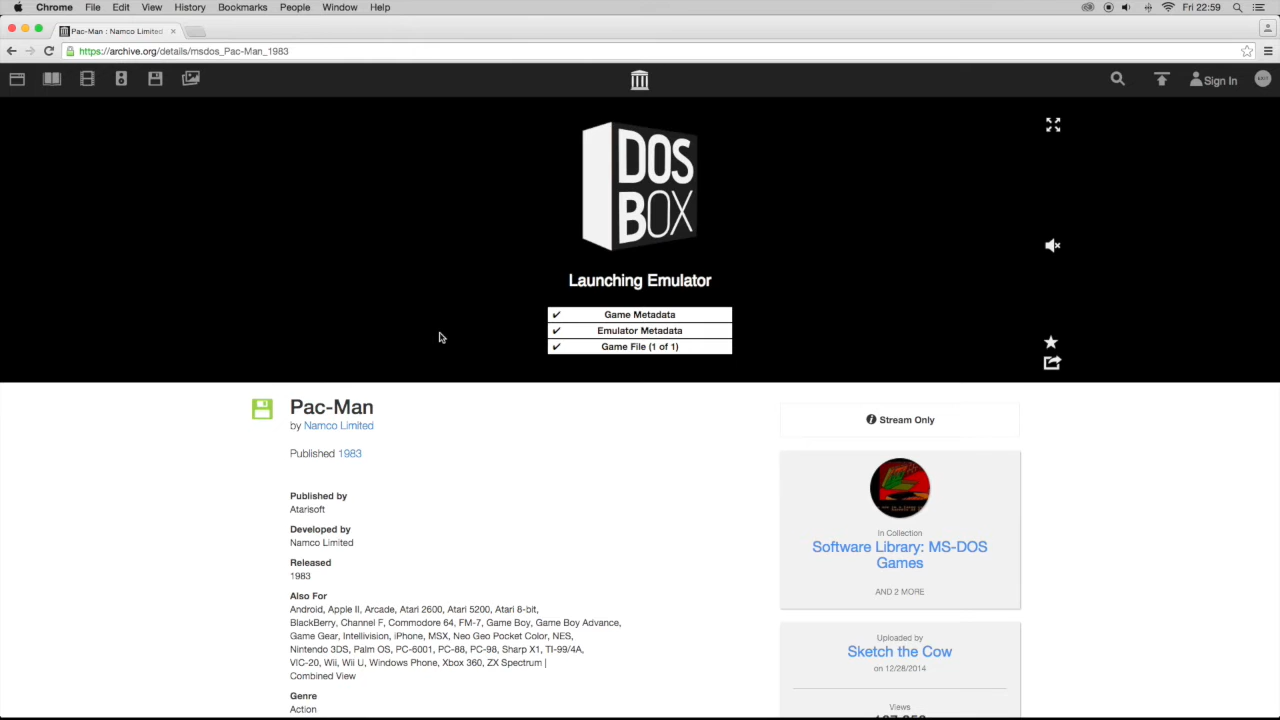 Chrome File Edit View History Bookmarks People Window Help Fri 22:59
Pac-Man : Namco Limited
https://archive.org/details/msdos_Pac-Man_1983
Sign In
DOS
BOX
Launching Emulator
✔ Game Metadata
✔ Emulator Metadata
✔ Game File (1 of 1)
Pac-Man
by Namco Limited
Published 1983
Published by
Atarisoft
Developed by
Namco Limited
Released
1983
Also For
Android, Apple II, Arcade, Atari 2600, Atari 5200, Atari 8-bit,
BlackBerry, Channel F, Commodore 64, FM-7, Game Boy, Game Boy Advance,
Game Gear, Intellivision, iPhone, MSX, Neo Geo Pocket Color, NES,
Nintendo 3DS, Palm OS, PC-6001, PC-88, PC-98, Sharp X1, TI-99/4A,
VIC-20, Wii, Wii U, Windows Phone, Xbox 360, ZX Spectrum |
Combined View
Genre
Action
Stream Only
In Collection
Software Library: MS-DOS
Games
AND 2 MORE
Uploaded by
Sketch the Cow
on 12/28/2014
Views